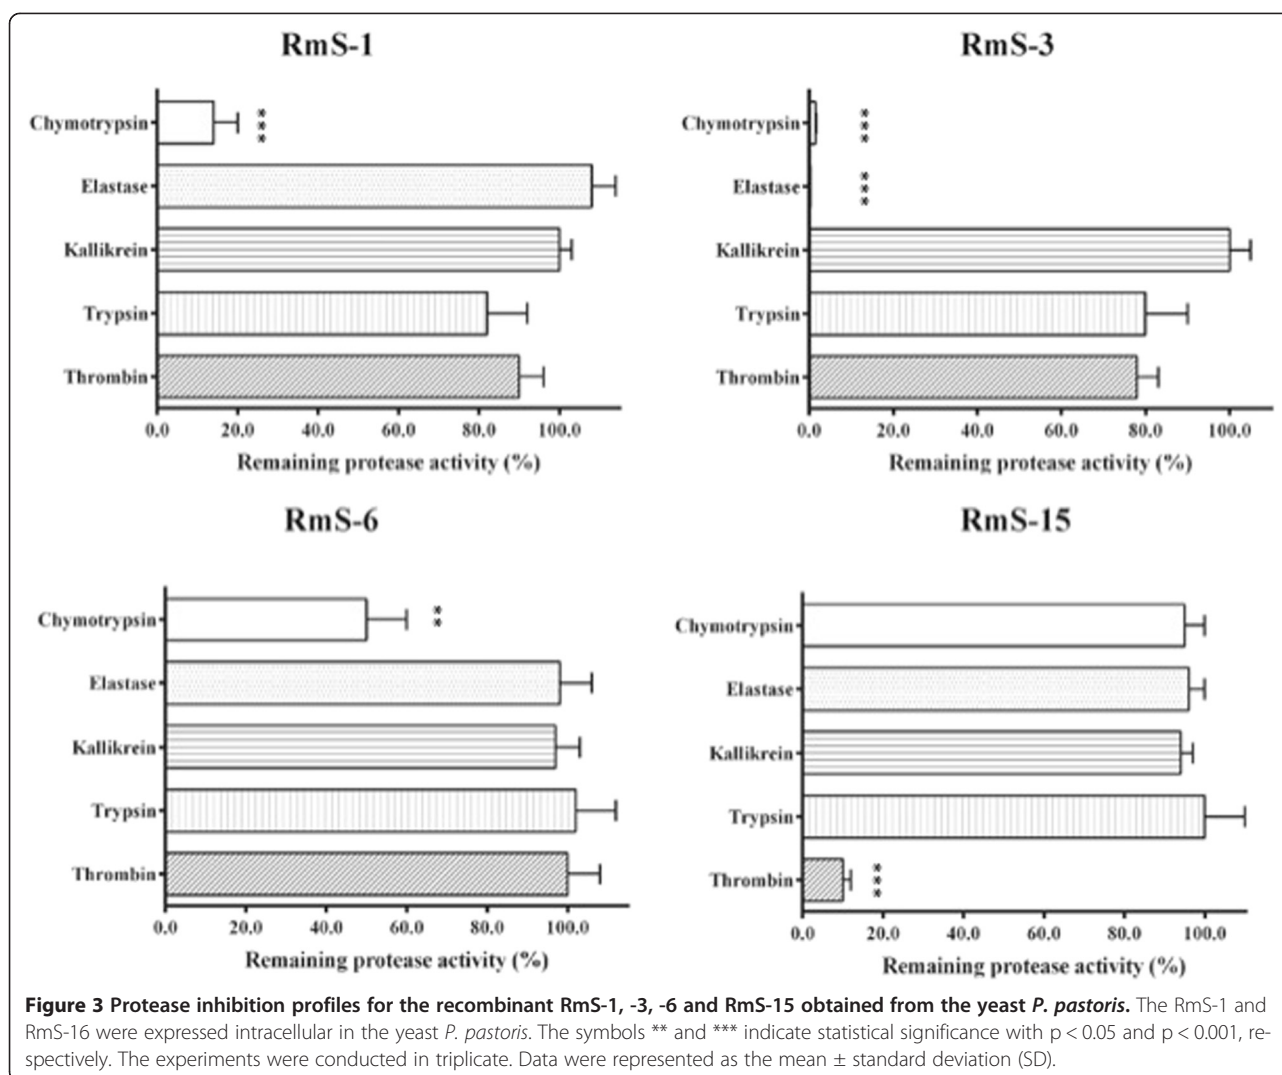 RmS-1
Chymotrypsin
***
Elastase
Kallikrein
Trypsin
Thrombin
0.0 20.0 40.0 60.0 80.0 100.0
Remaining protease activity (%)
RmS-3
Chymotrypsin
***
Elastase
***
Kallikrein
Trypsin
Thrombin
0.0 20.0 40.0 60.0 80.0 100.0
Remaining protease activity (%)
RmS-6
Chymotrypsin
**
Elastase
Kallikrein
Trypsin
Thrombin
0.0 20.0 40.0 60.0 80.0 100.0
Remaining protease activity (%)
RmS-15
Chymotrypsin
Elastase
Kallikrein
Trypsin
Thrombin
***
0.0 20.0 40.0 60.0 80.0 100.0
Remaining protease activity (%)
Figure 3 Protease inhibition profiles for the recombinant RmS-1, -3, -6 and RmS-15 obtained from the yeast P. pastoris. The RmS-1 and
RmS-16 were expressed intracellular in the yeast P. pastoris. The symbols ** and *** indicate statistical significance with p < 0.05 and p < 0.001, re-
spectively. The experiments were conducted in triplicate. Data were represented as the mean ± standard deviation (SD).